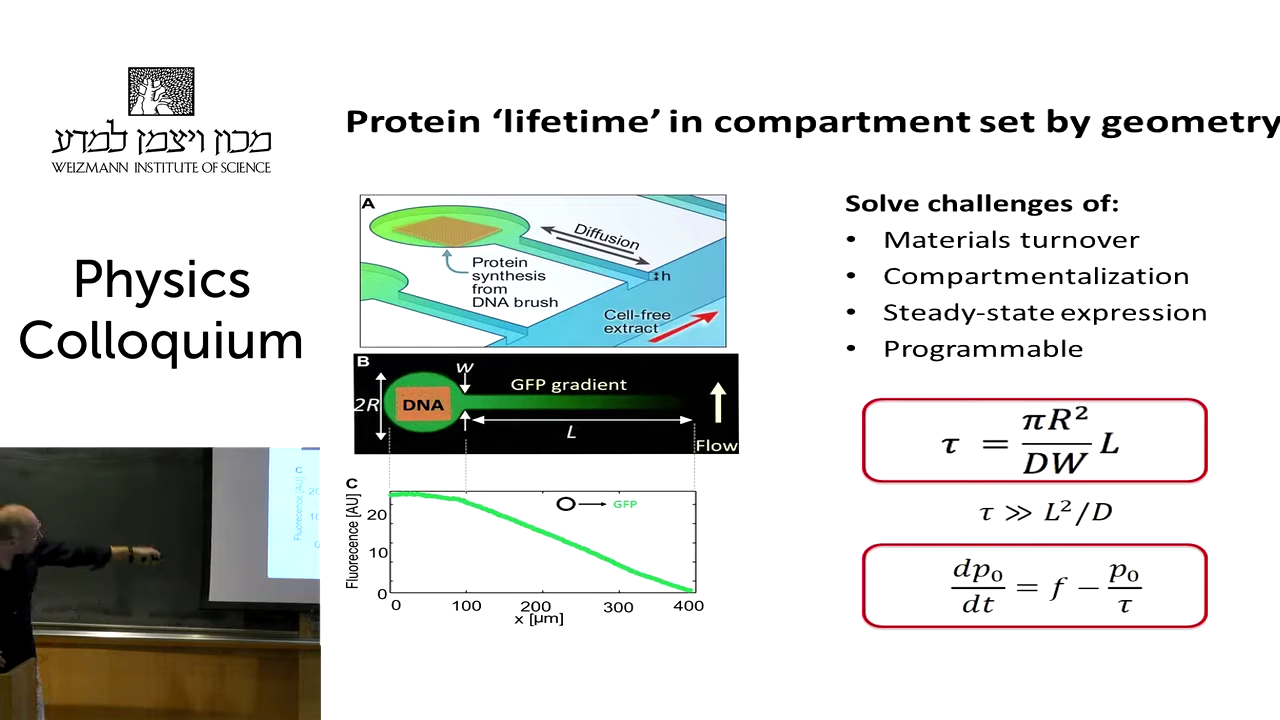 מכון ויצמן למדע
WEIZMANN INSTITUTE OF SCIENCE
Physics
Colloquium
Protein ‘lifetime’ in compartment set by geometry
A
Diffusion
h
Protein
synthesis
from
DNA brush
Cell-free
extract
B
W
GFP gradient
2R
DNA
L
Flow
C
Fluorecence [AU]
GFP
20
10
0
0 100 200 300 400
x [µm]
Solve challenges of:
• Materials turnover
• Compartmentalization
• Steady-state expression
• Programmable
τ = πR²/DW L
τ ≫ L²/D
dp₀/dt = f − p₀/τ
C
Fluorecence [AU]